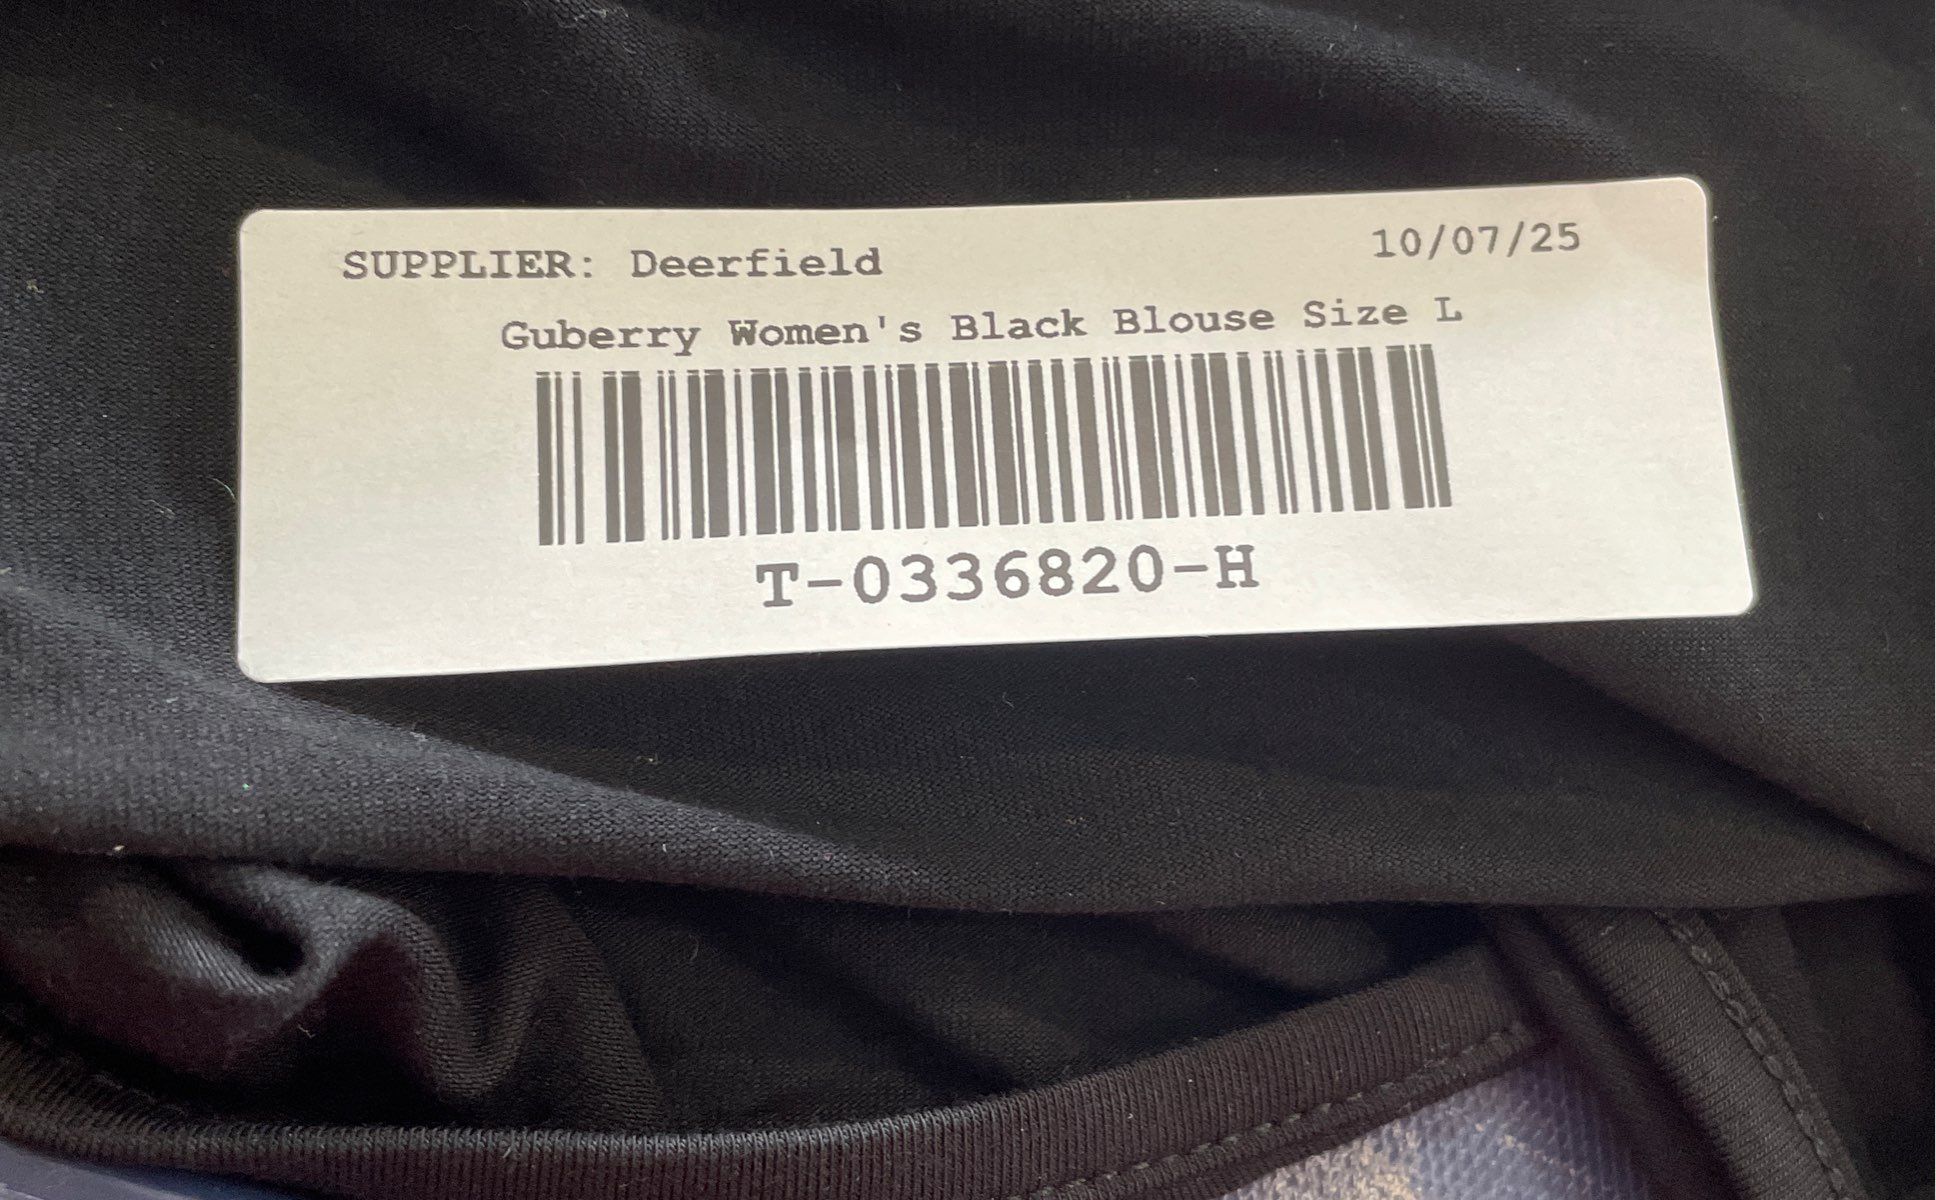 SUPPLIER: Deerfield 10/07/25
Guberry Women's Black Blouse Size L
T-0336820-H